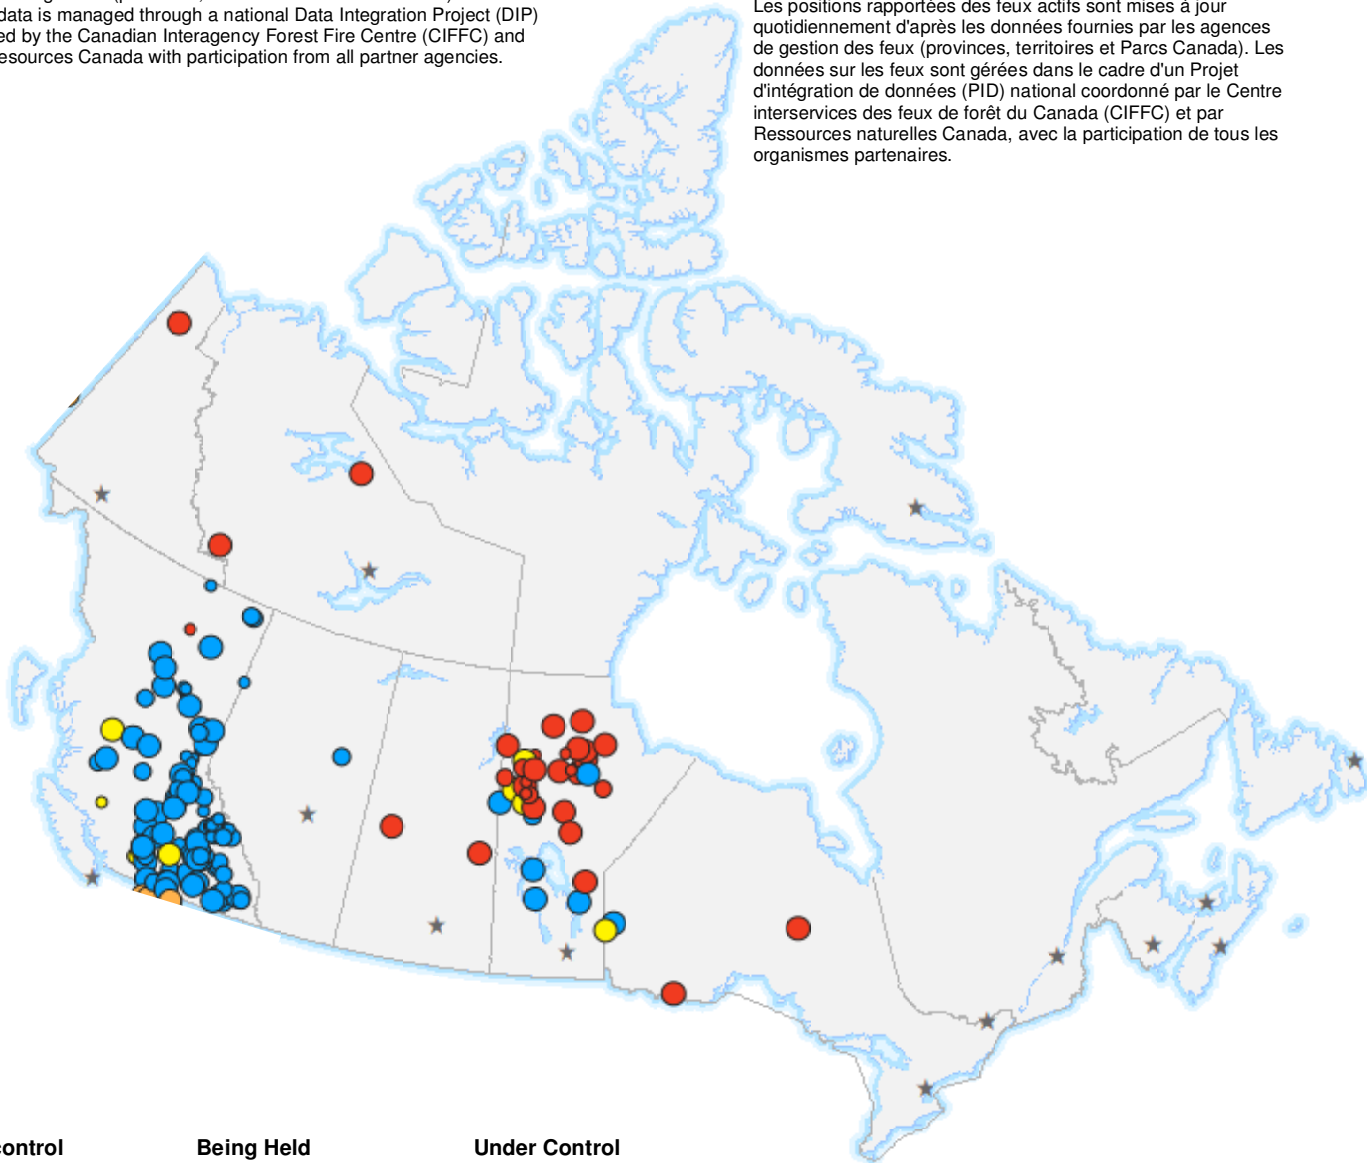 data is managed through a national Data Integration Project (DIP)
by the Canadian Interagency Forest Fire Centre (CIFFC) and
Canada with participation from all partner agencies.
Les positions rapportées des feux actifs sont mises à jour
quotidiennement d'après les données fournies par les agences
de gestion des feux (provinces, territoires et Parcs Canada). Les
données sur les feux sont gérées dans le cadre d'un Projet
d'intégration de données (PID) national coordonné par le Centre
interservices des feux de forêt du Canada (CIFFC) et par
Ressources naturelles Canada, avec la participation de tous les
organismes partenaires.
control
Being Held
Under Control